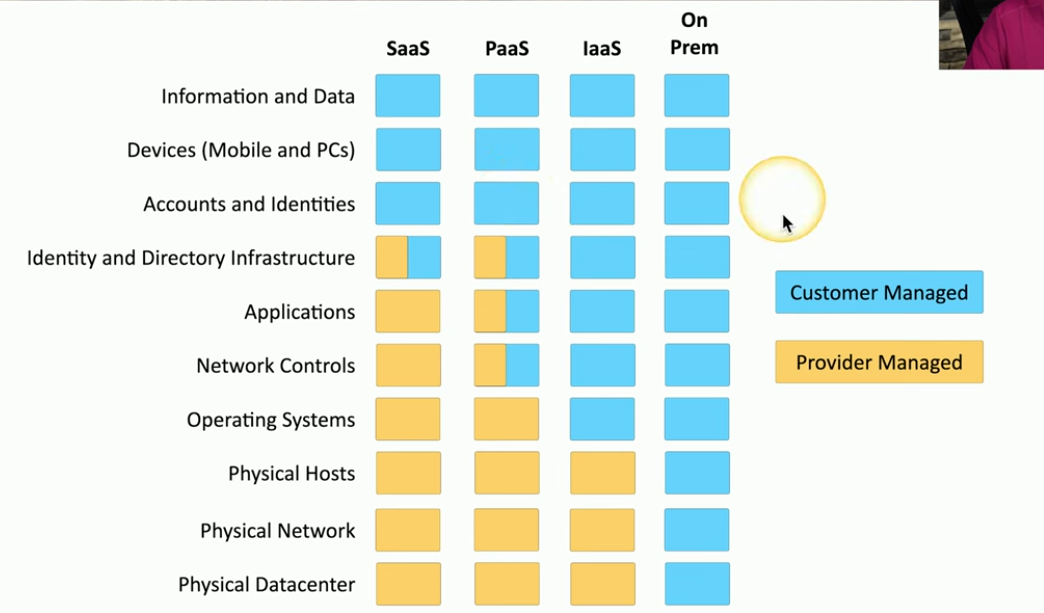 SaaS PaaS IaaS On Prem
Information and Data
Devices (Mobile and PCs)
Accounts and Identities
Identity and Directory Infrastructure
Applications
Network Controls
Operating Systems
Physical Hosts
Physical Network
Physical Datacenter
Customer Managed
Provider Managed